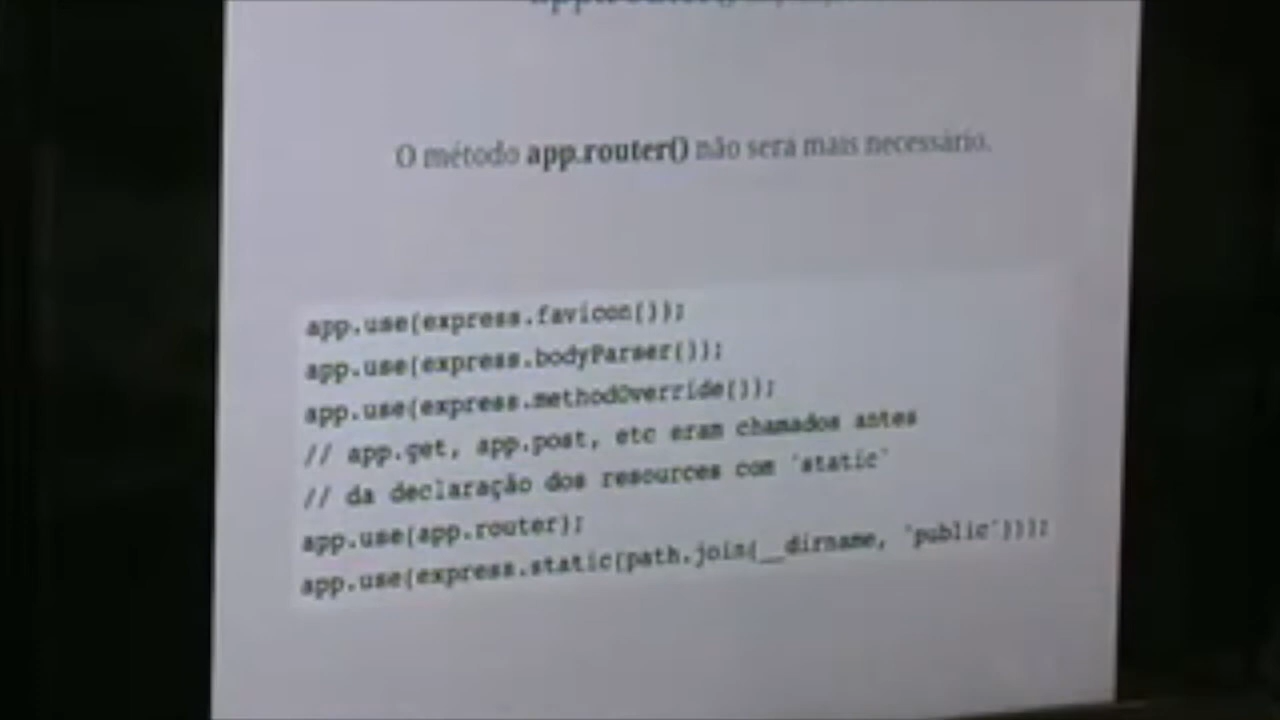 O método app.router() não será mais necessário.
app.use(express.favicon());
app.use(express.bodyParser());
app.use(express.methodOverride());
// app.get, app.post, etc eram chamados antes
// da declaração dos resources com 'static'
app.use(app.router);
app.use(express.static(path.join(__dirname, 'public')));